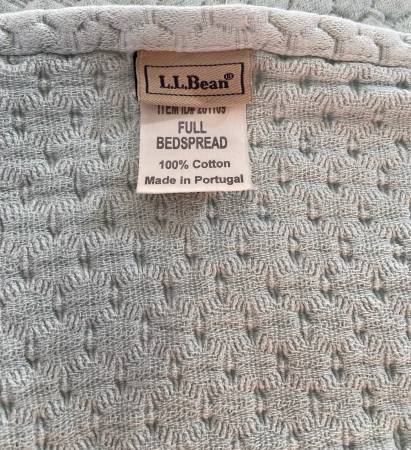 L.L.Bean®
ITEM ID#
FULL
BEDSPREAD
100% Cotton
Made in Portugal